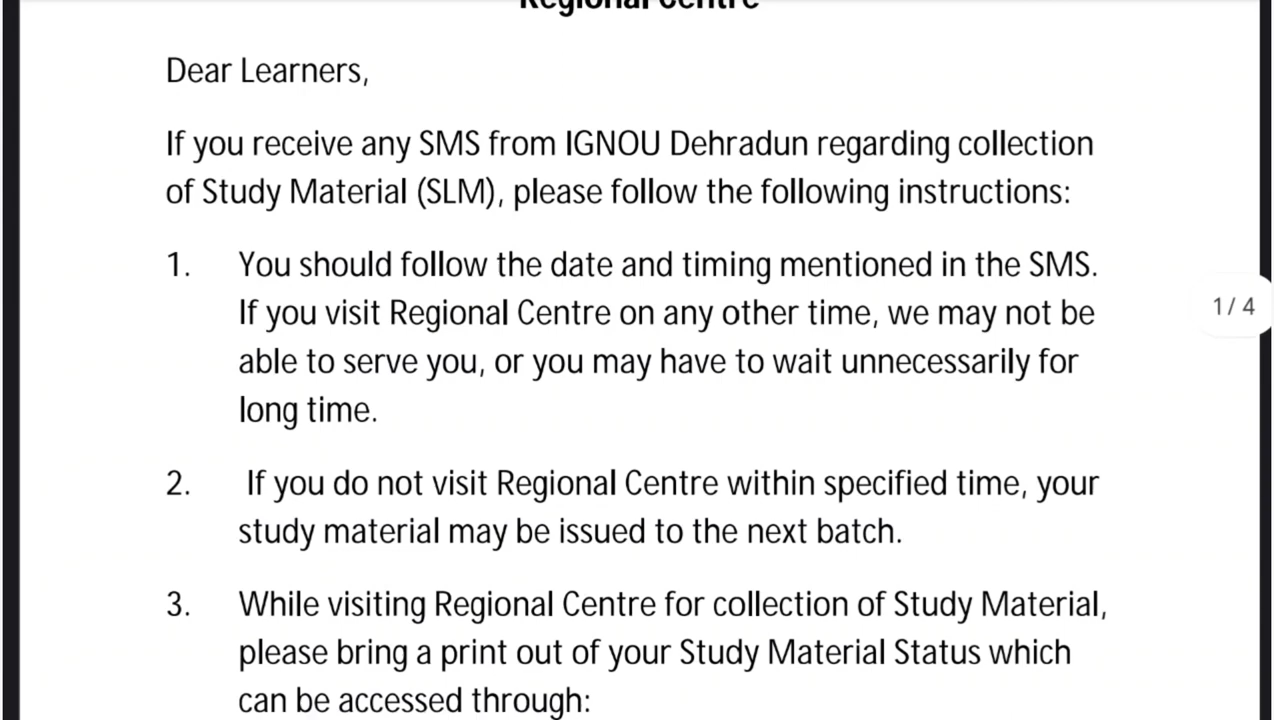 Regional Centre
Dear Learners,
If you receive any SMS from IGNOU Dehradun regarding collection
of Study Material (SLM), please follow the following instructions:
1. You should follow the date and timing mentioned in the SMS.
If you visit Regional Centre on any other time, we may not be
able to serve you, or you may have to wait unnecessarily for
long time.
1 / 4
2. If you do not visit Regional Centre within specified time, your
study material may be issued to the next batch.
3. While visiting Regional Centre for collection of Study Material,
please bring a print out of your Study Material Status which
can be accessed through: